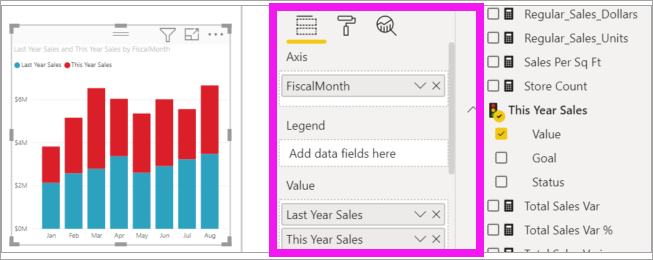 Last Year Sales and This Year Sales by FiscalMonth
Last Year Sales This Year Sales
$6M
$4M
$2M
$0M
Jan Feb Mar Apr May Jun Jul Aug
Axis
FiscalMonth
Legend
Add data fields here
Value
Last Year Sales
This Year Sales
Regular_Sales_Dollars
Regular_Sales_Units
Sales Per Sq Ft
Store Count
This Year Sales
Value
Goal
Status
Total Sales Var
Total Sales Var %